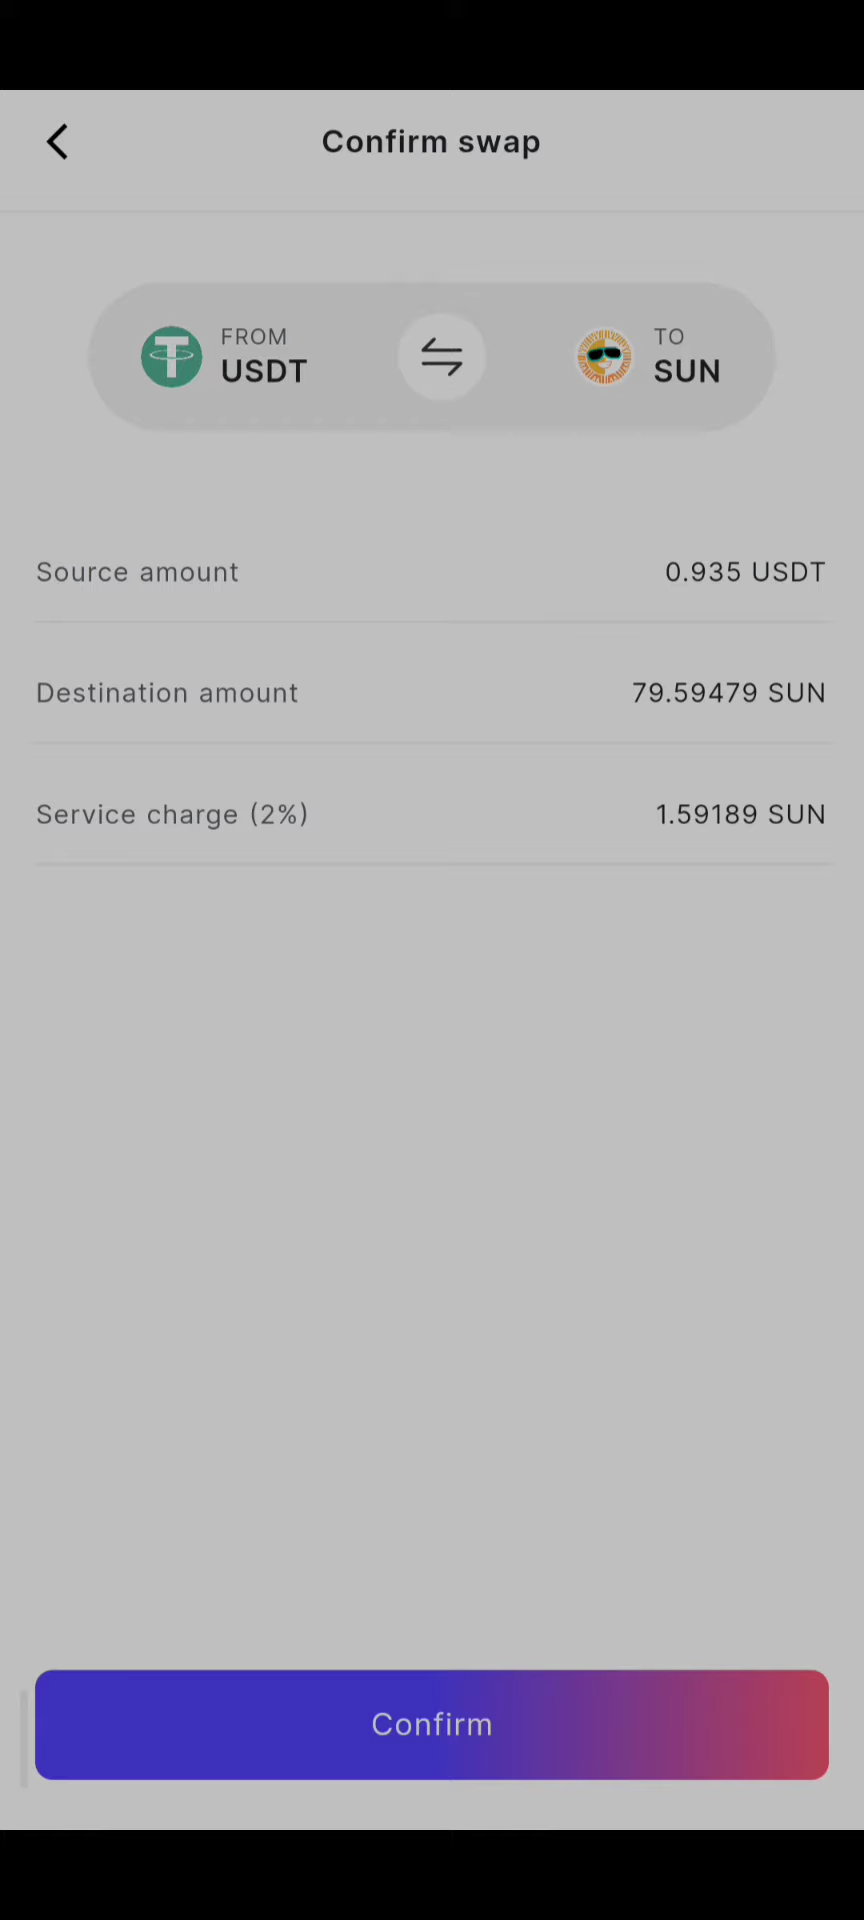 Confirm swap
FROM
USDT
TO
SUN
Source amount 0.935 USDT
Destination amount 79.59479 SUN
Service charge (2%) 1.59189 SUN
Confirm